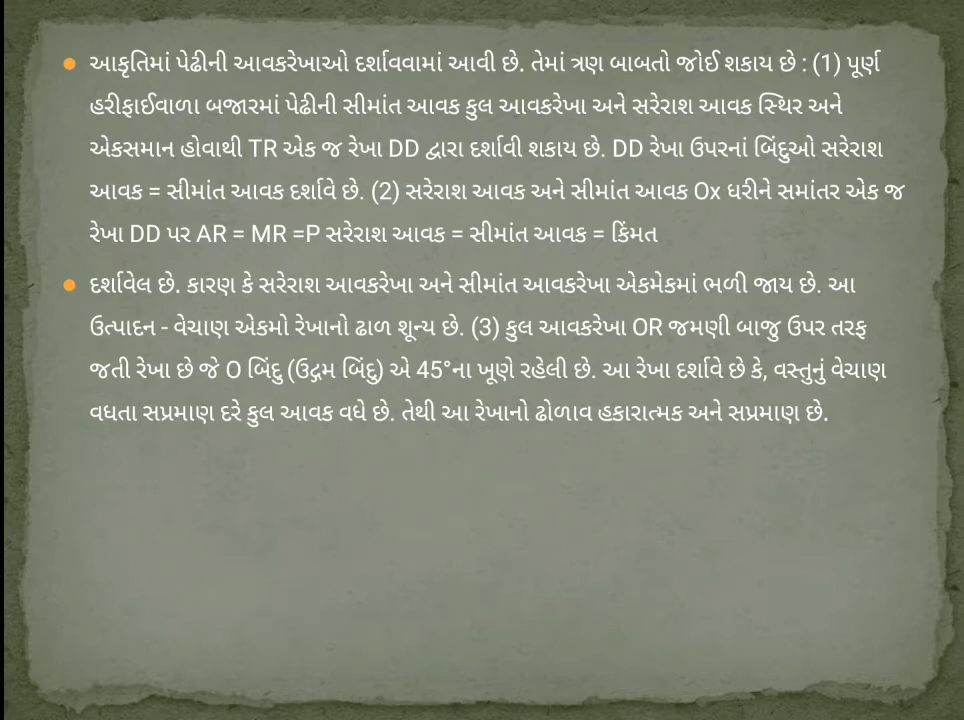 • આકૃતિમાં પેઢીની આવકરેખાઓ દર્શાવવામાં આવી છે. તેમાં ત્રણ બાબતો જોઈ શકાય છે : (1) પૂર્ણ
હરીફાઈવાળા બજારમાં પેઢીની સીમાંત આવક કુલ આવકરેખા અને સરેરાશ આવક સ્થિર અને
એકસમાન હોવાથી TR એક જ રેખા DD દ્વારા દર્શાવી શકાય છે. DD રેખા ઉપરનાં બિંદુઓ સરેરાશ
આવક = સીમાંત આવક દર્શાવે છે. (2) સરેરાશ આવક અને સીમાંત આવક Ox ધરીને સમાંતર એક જ
રેખા DD પર AR = MR =P સરેરાશ આવક = સીમાંત આવક = કિંમત
• દર્શાવેલ છે. કારણ કે સરેરાશ આવકરેખા અને સીમાંત આવકરેખા એકમેકમાં ભળી જાય છે. આ
ઉત્પાદન - વેચાણ એકમો રેખાનો ઢાળ શૂન્ય છે. (3) કુલ આવકરેખા OR જમણી બાજુ ઉપર તરફ
જતી રેખા છે જે O બિંદુ (ઉદ્ગમ બિંદુ) એ 45°ના ખૂણે રહેલી છે. આ રેખા દર્શાવે છે કે, વસ્તુનું વેચાણ
વધતા સપ્રમાણ દરે કુલ આવક વધે છે. તેથી આ રેખાનો ઢોળાવ હકારાત્મક અને સપ્રમાણ છે.